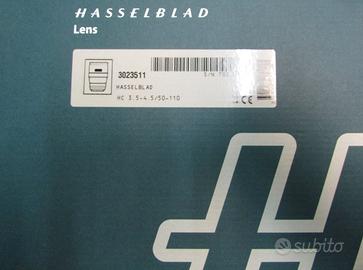 HASSELBLAD
Lens
3023511
HASSELBLAD
HC 3.5-4.5/50-110
S/N
CE
H
subito